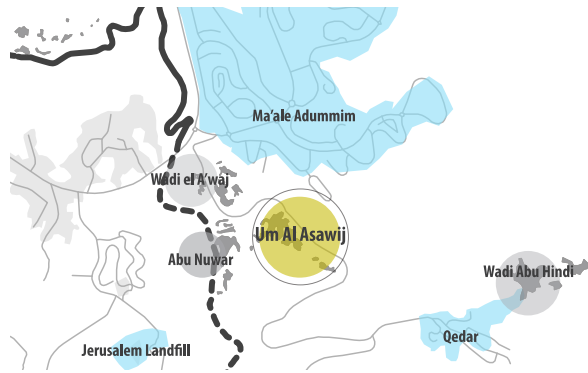 Ma'ale Adummim
Wadi el A'waj
Um Al Asawij
Abu Nuwar
Wadi Abu Hindi
Jerusalem Landfill
Qedar